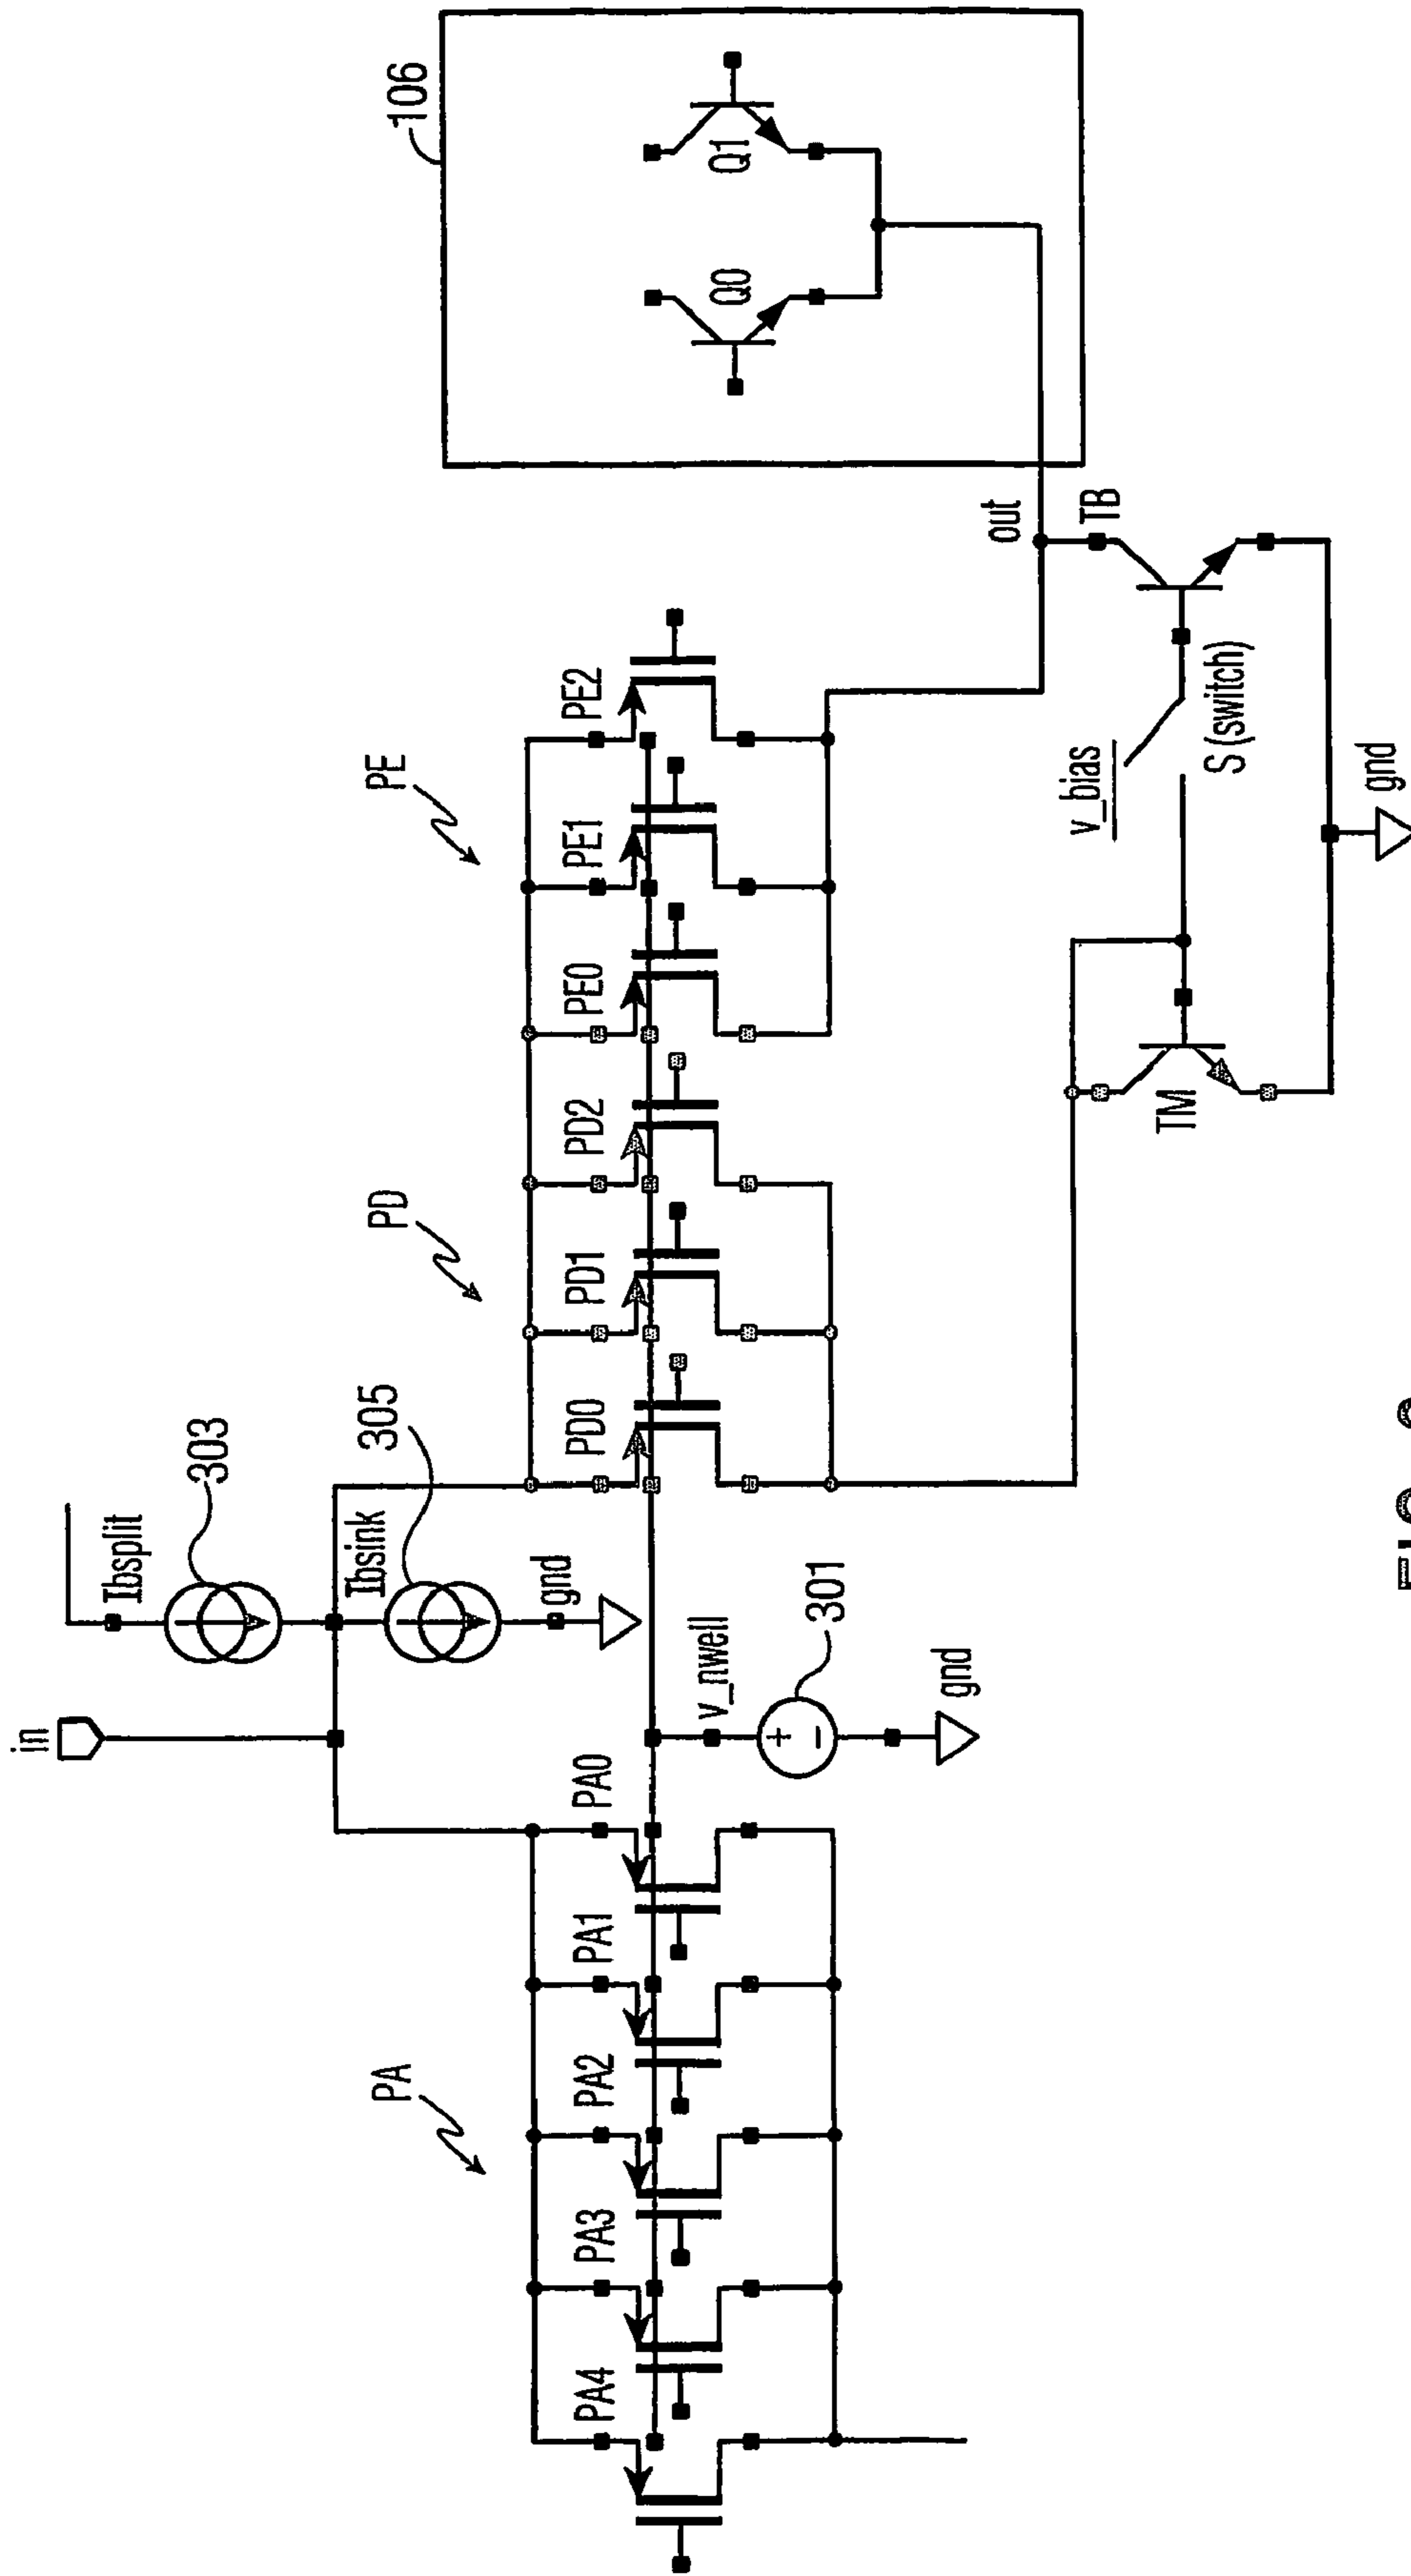 in
Ibsplit
303
Ibsink
305
gnd
PA
PD
PE
106
PA4
PA3
PA2
PA1
PA0
PD0
PD1
PD2
PE0
PE1
PE2
Q0
Q1
v_nwell
301
+
−
gnd
out
TB
v_bias
TM
S (switch)
gnd